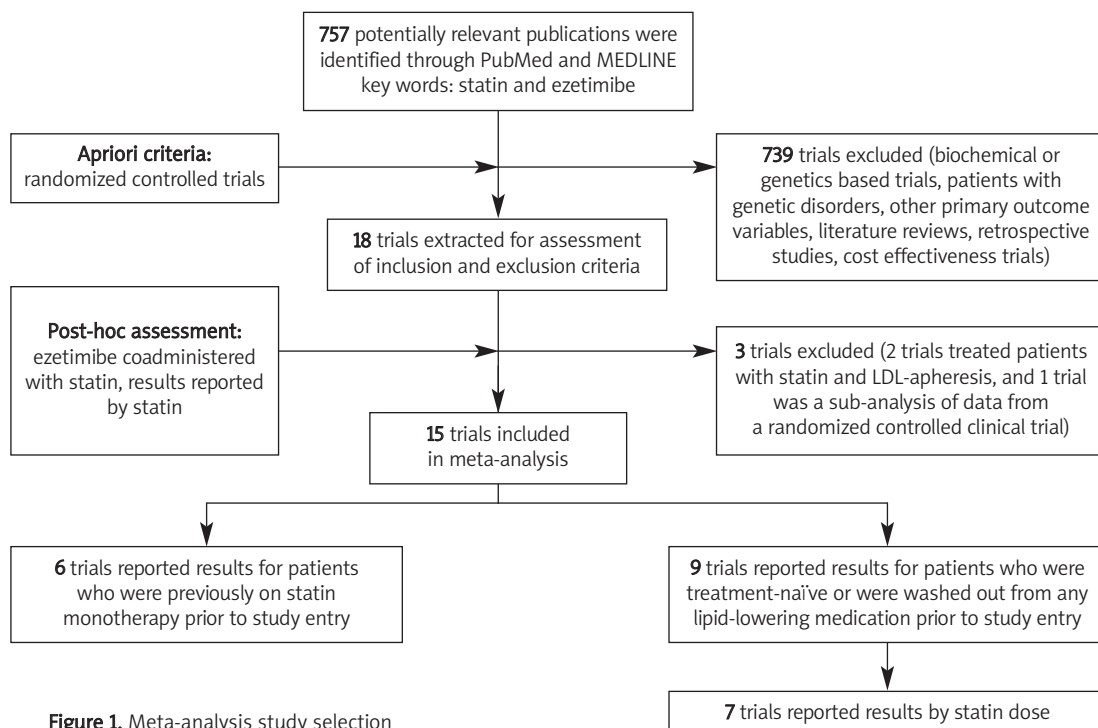 757 potentially relevant publications were
identified through PubMed and MEDLINE
key words: statin and ezetimibe
Apriori criteria:
randomized controlled trials
739 trials excluded (biochemical or
genetics based trials, patients with
genetic disorders, other primary outcome
variables, literature reviews, retrospective
studies, cost effectiveness trials)
18 trials extracted for assessment
of inclusion and exclusion criteria
Post-hoc assessment:
ezetimibe coadministered
with statin, results reported
by statin
3 trials excluded (2 trials treated patients
with statin and LDL-apheresis, and 1 trial
was a sub-analysis of data from
a randomized controlled clinical trial)
15 trials included
in meta-analysis
6 trials reported results for patients
who were previously on statin
monotherapy prior to study entry
9 trials reported results for patients who were
treatment-naïve or were washed out from any
lipid-lowering medication prior to study entry
7 trials reported results by statin dose
Figure 1. Meta-analysis study selection